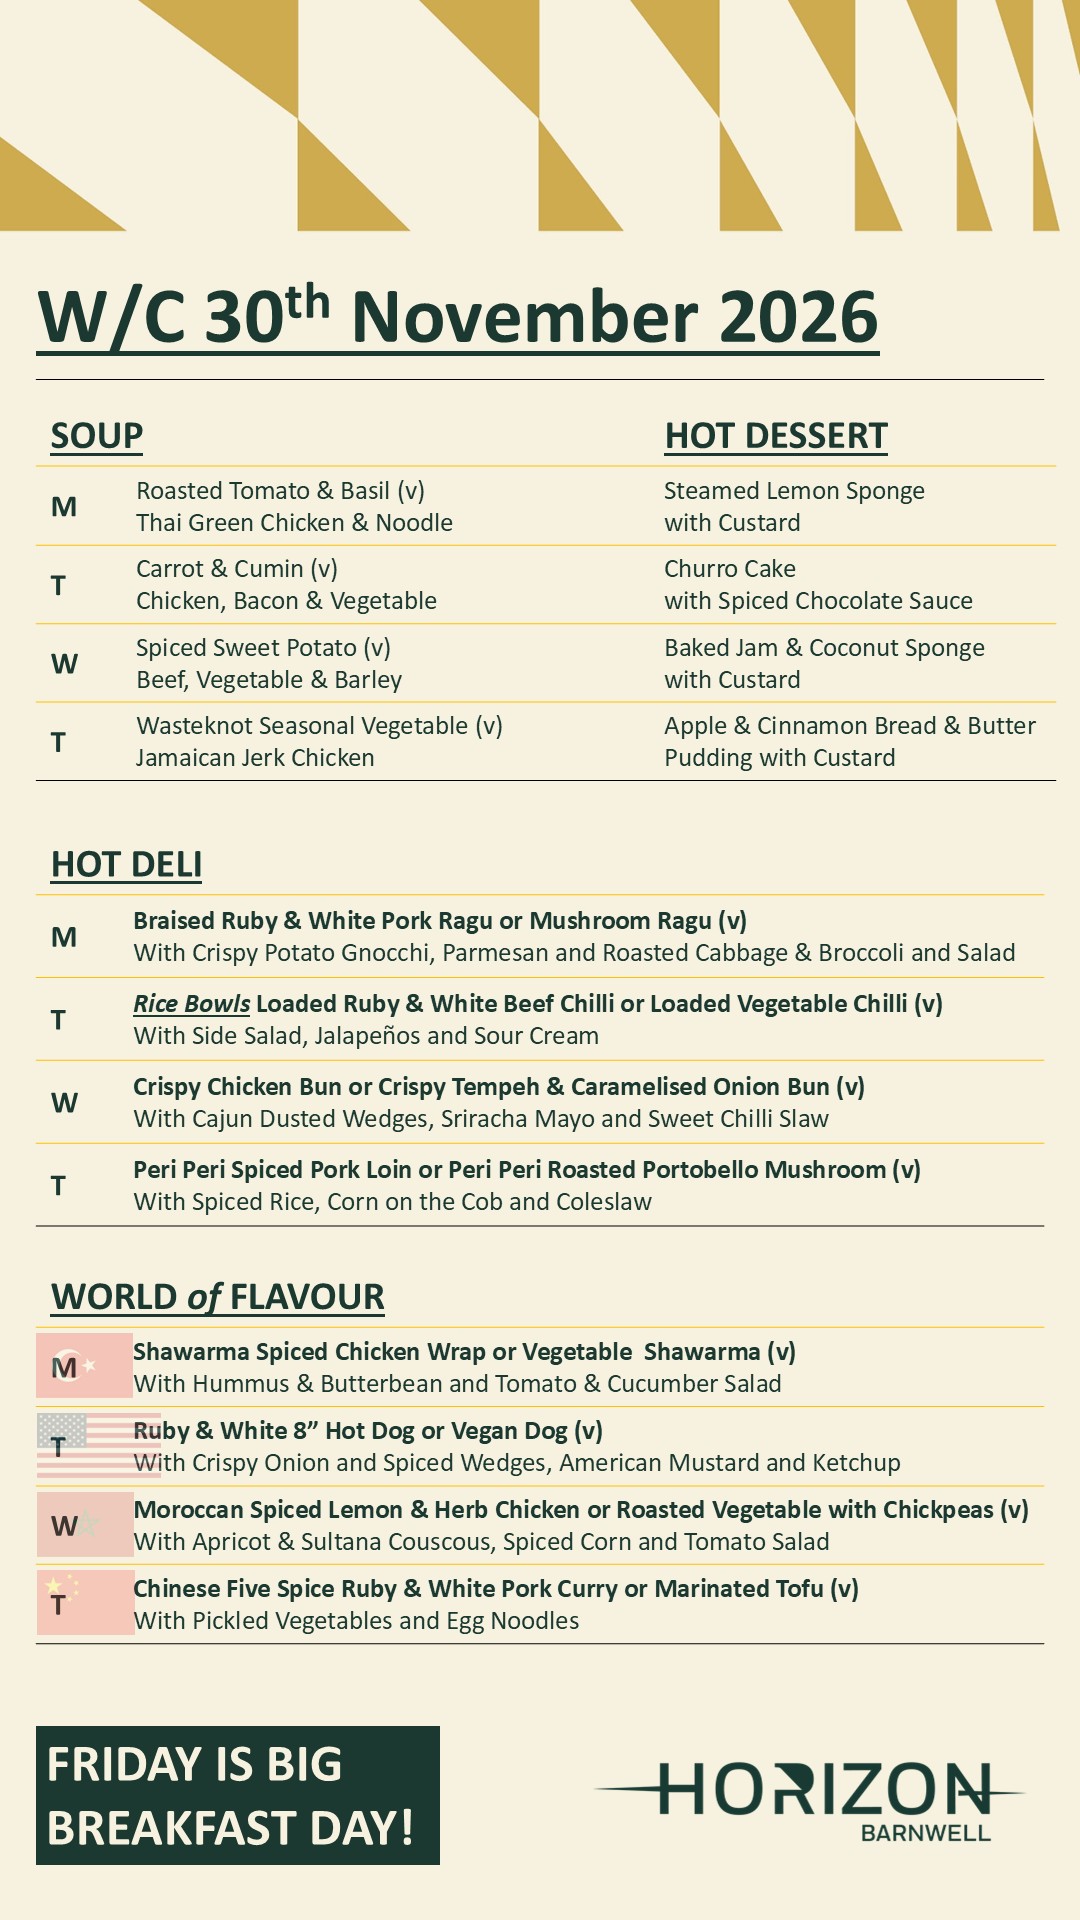 W/C 30th November 2026
SOUP
HOT DESSERT
M
Roasted Tomato & Basil (v)
Thai Green Chicken & Noodle
Steamed Lemon Sponge
with Custard
T
Carrot & Cumin (v)
Chicken, Bacon & Vegetable
Churro Cake
with Spiced Chocolate Sauce
W
Spiced Sweet Potato (v)
Beef, Vegetable & Barley
Baked Jam & Coconut Sponge
with Custard
T
Wasteknot Seasonal Vegetable (v)
Jamaican Jerk Chicken
Apple & Cinnamon Bread & Butter
Pudding with Custard
HOT DELI
M
Braised Ruby & White Pork Ragu or Mushroom Ragu (v)
With Crispy Potato Gnocchi, Parmesan and Roasted Cabbage & Broccoli and Salad
T
Rice Bowls Loaded Ruby & White Beef Chilli or Loaded Vegetable Chilli (v)
With Side Salad, Jalapeños and Sour Cream
W
Crispy Chicken Bun or Crispy Tempeh & Caramelised Onion Bun (v)
With Cajun Dusted Wedges, Sriracha Mayo and Sweet Chilli Slaw
T
Peri Peri Spiced Pork Loin or Peri Peri Roasted Portobello Mushroom (v)
With Spiced Rice, Corn on the Cob and Coleslaw
WORLD of FLAVOUR
M
Shawarma Spiced Chicken Wrap or Vegetable  Shawarma (v)
With Hummus & Butterbean and Tomato & Cucumber Salad
T
Ruby & White 8” Hot Dog or Vegan Dog (v)
With Crispy Onion and Spiced Wedges, American Mustard and Ketchup
W
Moroccan Spiced Lemon & Herb Chicken or Roasted Vegetable with Chickpeas (v)
With Apricot & Sultana Couscous, Spiced Corn and Tomato Salad
T
Chinese Five Spice Ruby & White Pork Curry or Marinated Tofu (v)
With Pickled Vegetables and Egg Noodles
FRIDAY IS BIG
BREAKFAST DAY!
HORIZON
BARNWELL